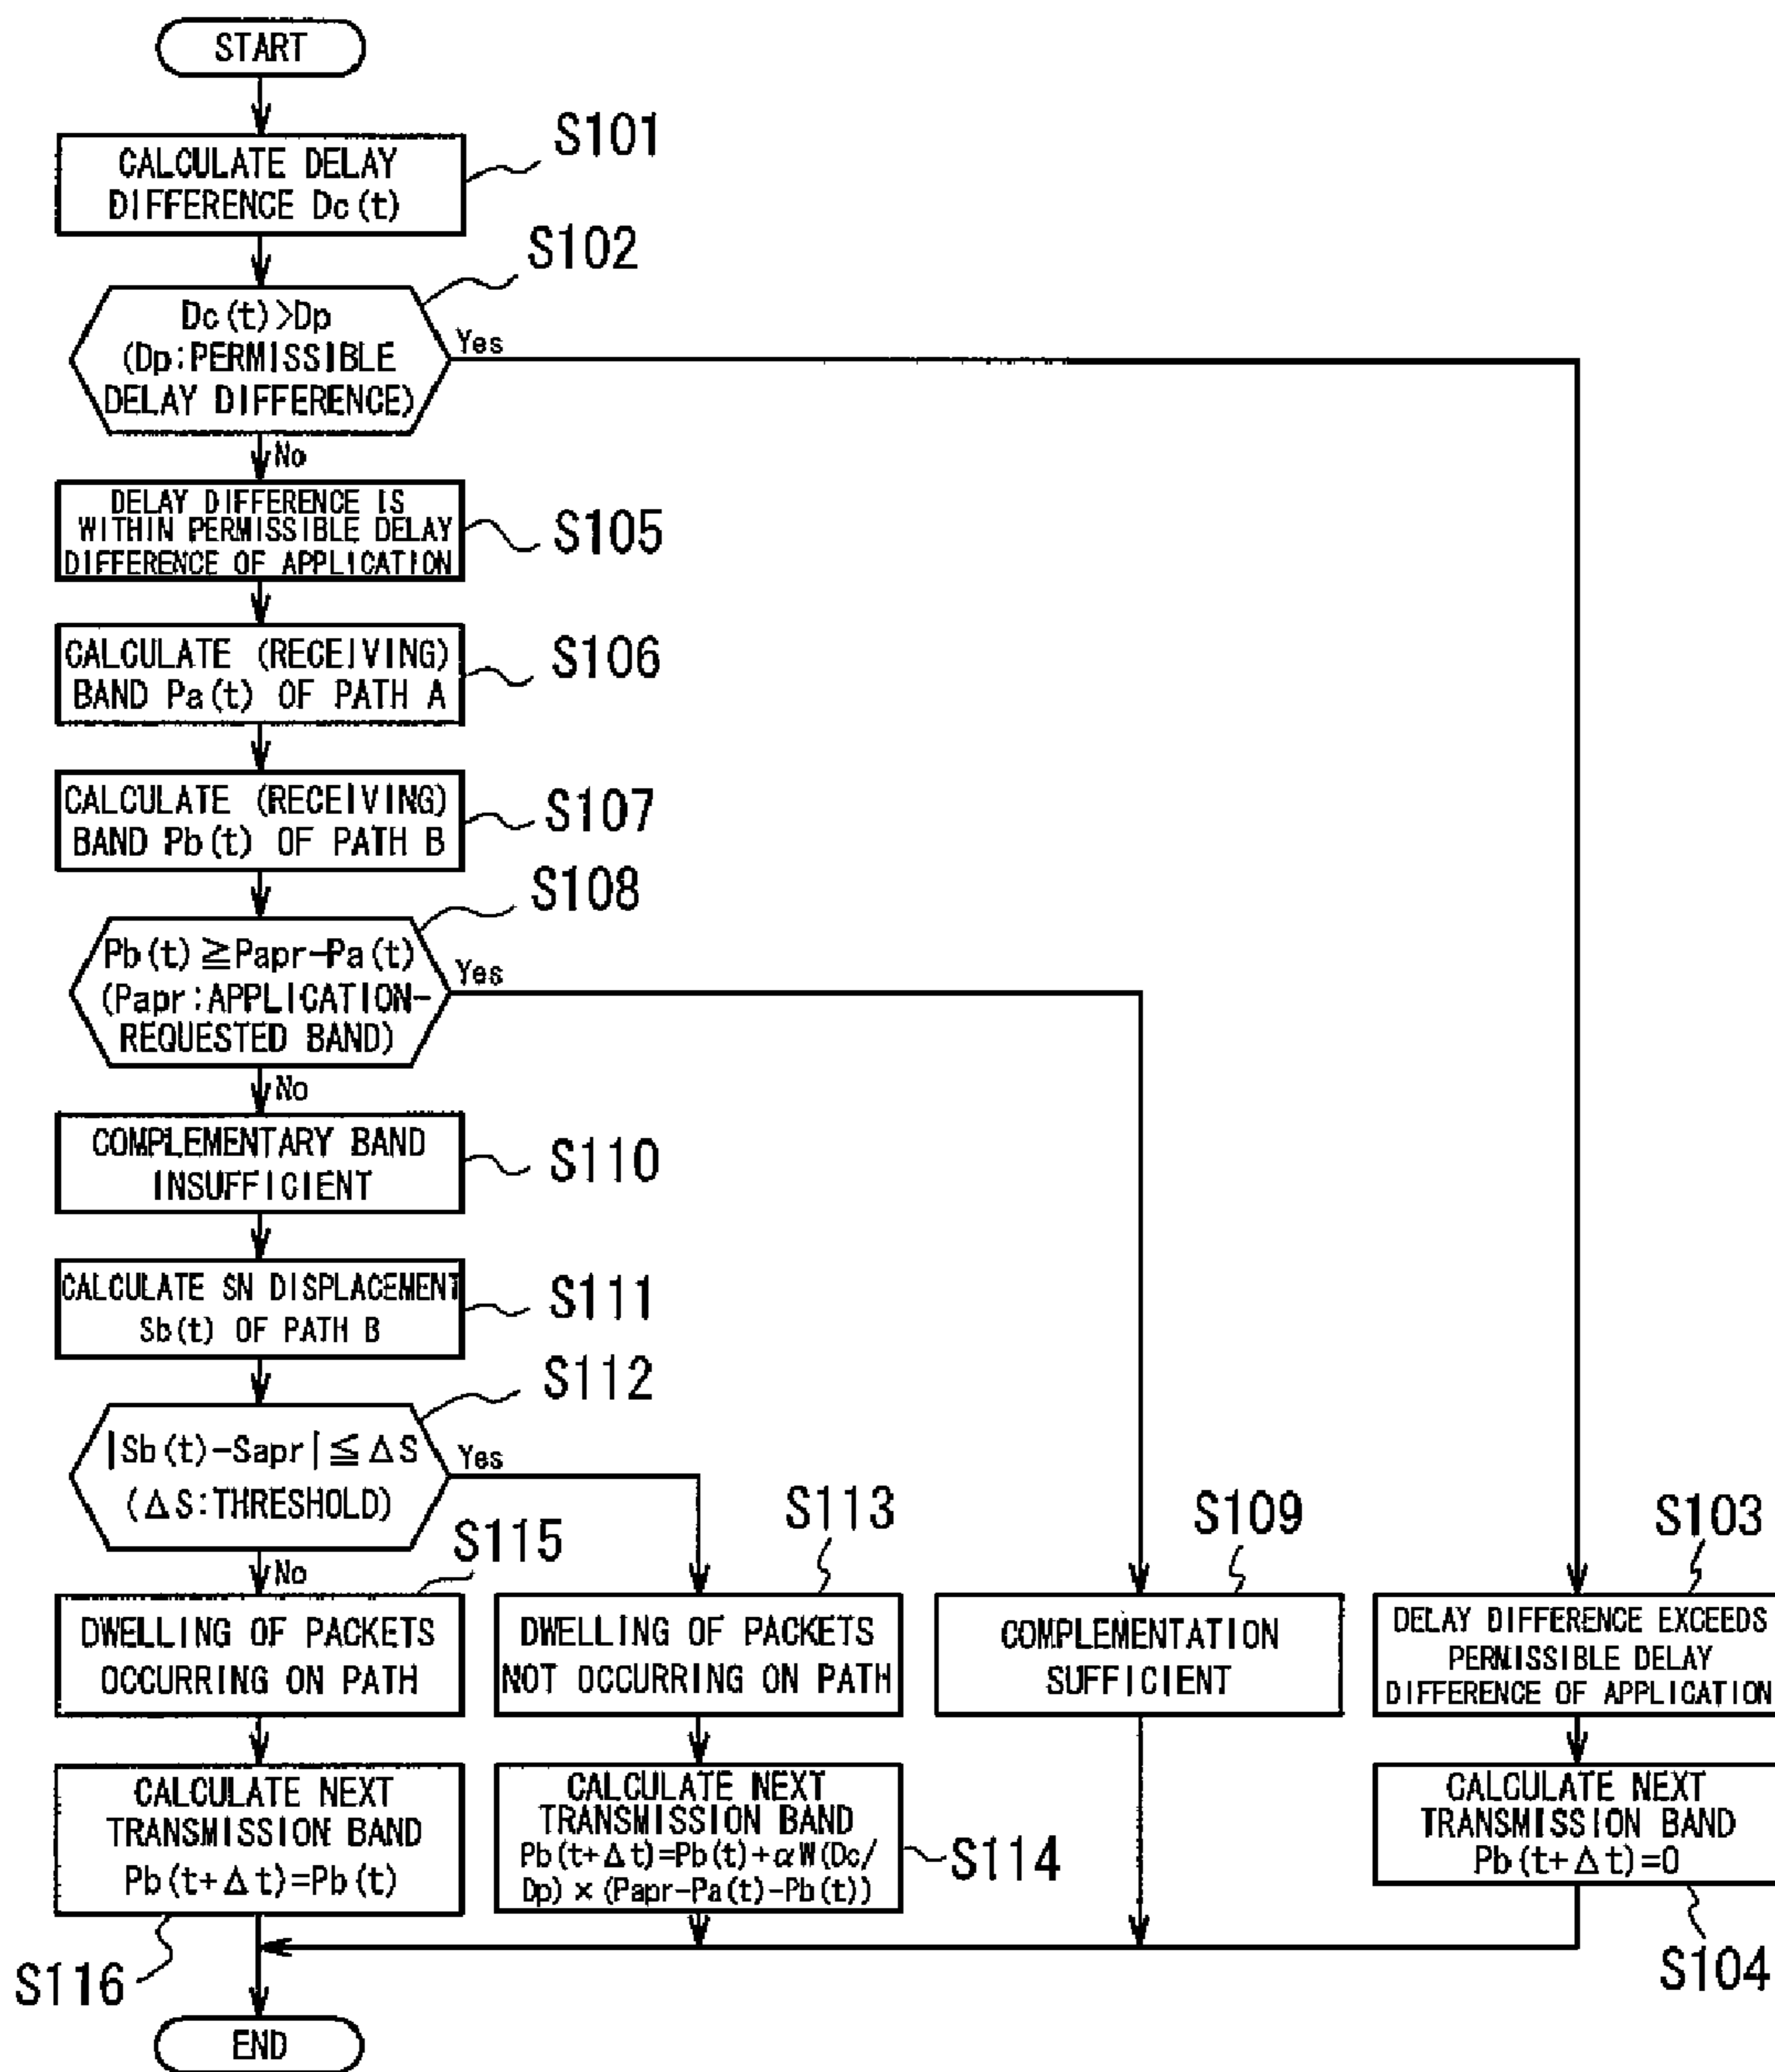 START
S101
CALCULATE DELAY
DIFFERENCE Dc(t)
S102
Dc(t)>Dp
(Dp:PERMISSIBLE
DELAY DIFFERENCE)
Yes
No
DELAY DIFFERENCE IS
WITHIN PERMISSIBLE DELAY
DIFFERENCE OF APPLICATION
S105
CALCULATE (RECEIVING)
BAND Pa(t) OF PATH A
S106
CALCULATE (RECEIVING)
BAND Pb(t) OF PATH B
S107
S108
Pb(t)≧Papr-Pa(t)
(Papr:APPLICATION-
REQUESTED BAND)
Yes
No
COMPLEMENTARY BAND
INSUFFICIENT
S110
CALCULATE SN DISPLACEMENT
Sb(t) OF PATH B
S111
S112
|Sb(t)-Sapr|≦ΔS
(ΔS:THRESHOLD)
Yes
No
S115
DWELLING OF PACKETS
OCCURRING ON PATH
S113
DWELLING OF PACKETS
NOT OCCURRING ON PATH
S109
COMPLEMENTATION
SUFFICIENT
S103
DELAY DIFFERENCE EXCEEDS
PERMISSIBLE DELAY
DIFFERENCE OF APPLICATION
CALCULATE NEXT
TRANSMISSION BAND
Pb(t+Δt)=Pb(t)
S116
CALCULATE NEXT
TRANSMISSION BAND
Pb(t+Δt)=Pb(t)+αW(Dc/
Dp)×(Papr-Pa(t)-Pb(t))
S114
CALCULATE NEXT
TRANSMISSION BAND
Pb(t+Δt)=0
S104
END